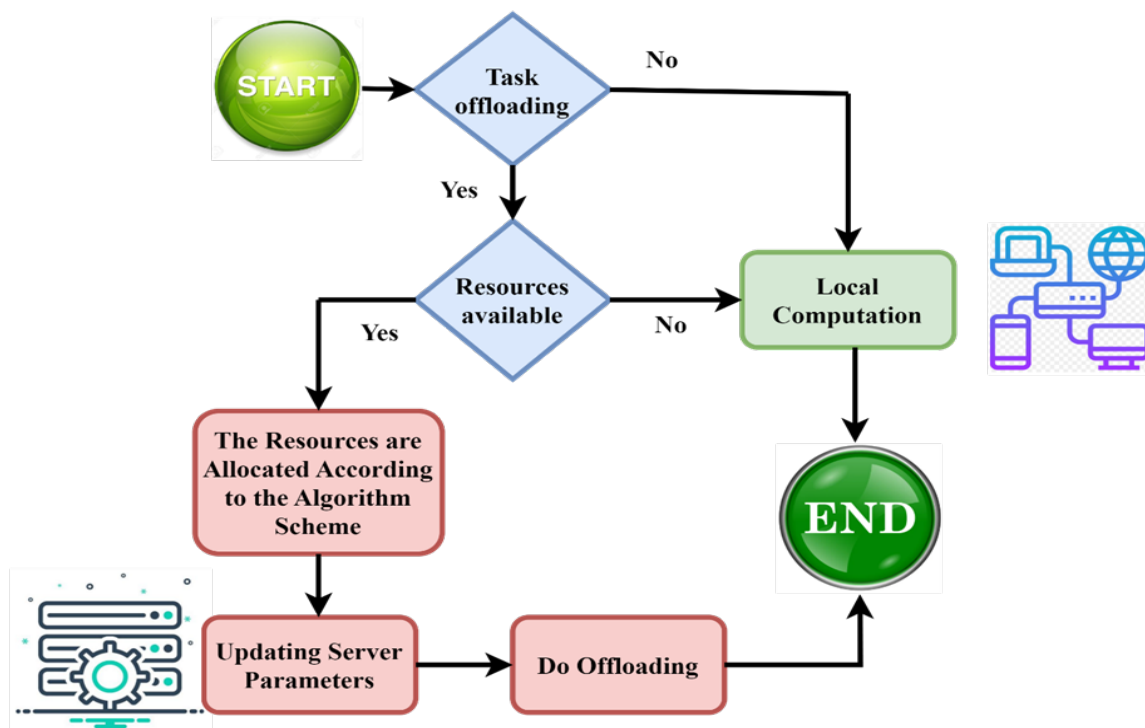 START
Task
offloading
No
Yes
Resources
available
Yes
No
Local
Computation
The Resources are
Allocated According
to the Algorithm
Scheme
END
Updating Server
Parameters
Do Offloading